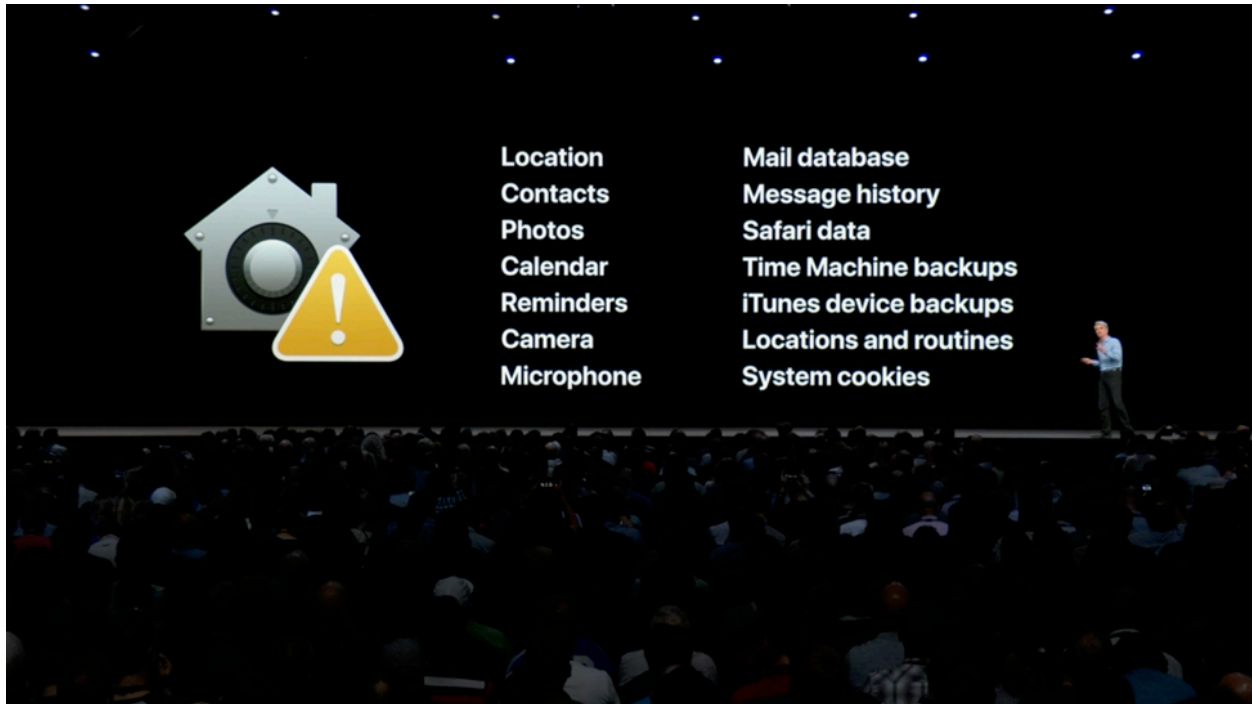 Location
Contacts
Photos
Calendar
Reminders
Camera
Microphone
Mail database
Message history
Safari data
Time Machine backups
iTunes device backups
Locations and routines
System cookies